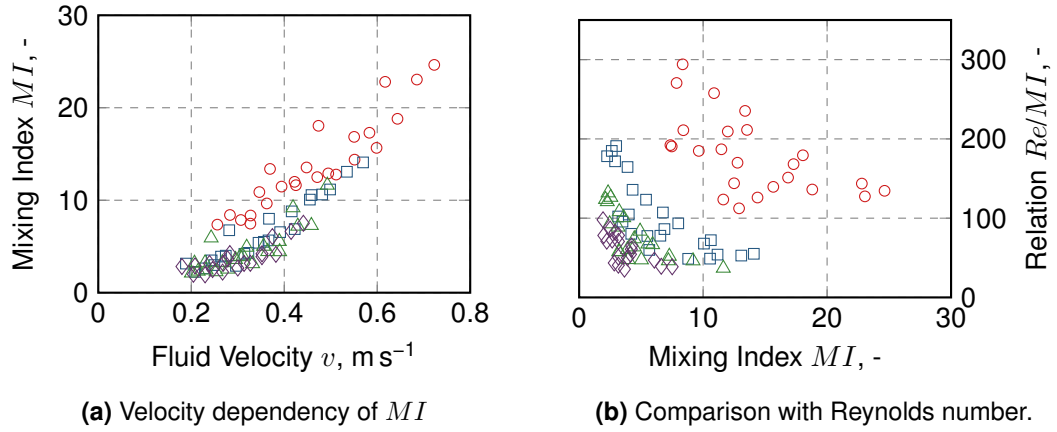 30
20
10
0
Mixing Index MI, -
0 0.2 0.4 0.6 0.8
Fluid Velocity v, m s⁻¹
(a) Velocity dependency of MI
300
200
100
0
Relation Re/MI, -
0 10 20 30
Mixing Index MI, -
(b) Comparison with Reynolds number.